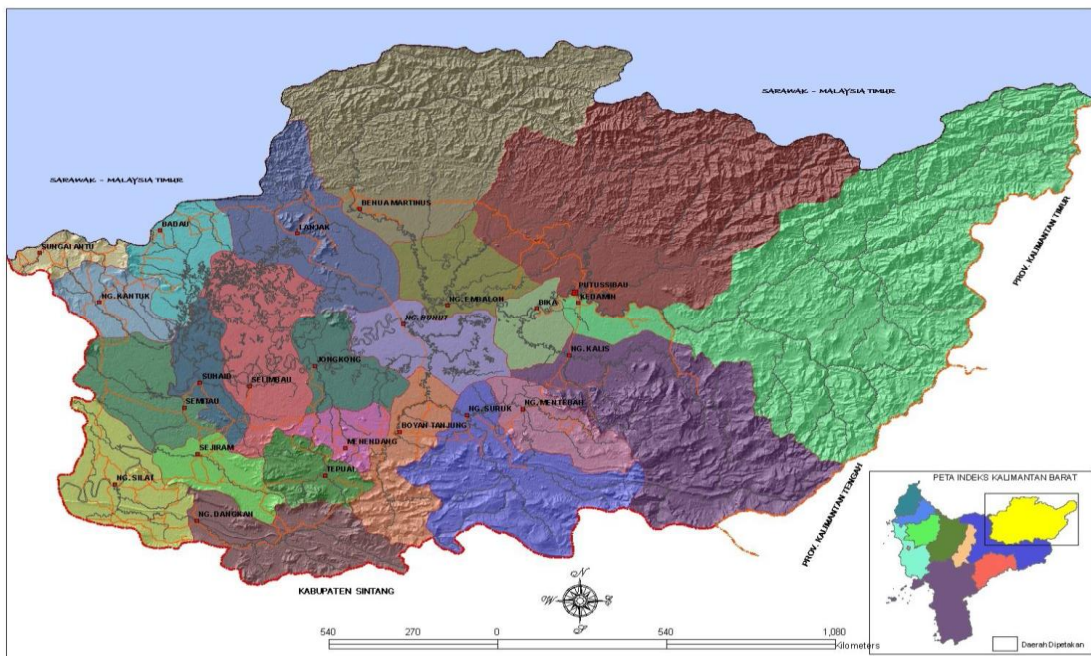 SARAWAK - MALAYSIA TIMUR
SARAWAK - MALAYSIA TIMUR
BENUA MARTINUS
BADAU
LANJAK
SUNGAI ANTU
PROV. KALIMANTAN TIMUR
NG. KANTUK
PUTUSSIBAU
KEDAMIN
NG. EMBALOH
BIKA
NG. BUNUT
NG. KALIS
JONGKONG
SUHAID
SELIMBAU
SEMITAU
NG. SURUK
NG. MENTEBAH
BOYAN TANJUNG
MENENDANG
SEJIRAM
TEPUAI
NG. SILAT
NG. DANGKAN
PROV. KALIMANTAN TENGAH
PETA INDEKS KALIMANTAN BARAT
Daerah Dipetakan
KABUPATEN SINTANG
N
W
E
S
540
270
0
540
1,080
Kilometers